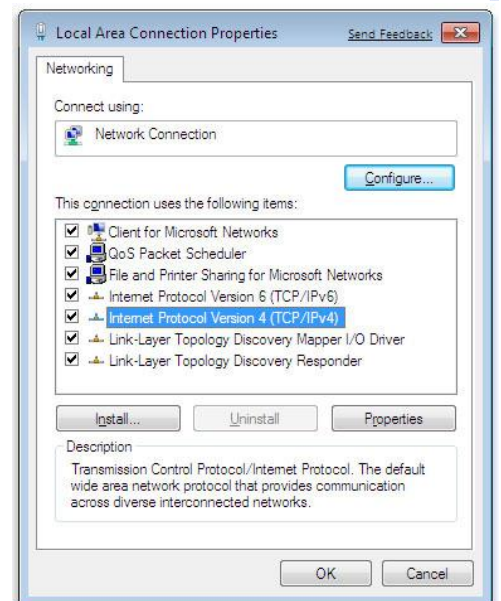 Local Area Connection Properties Send Feedback
Networking
Connect using:
Network Connection
Configure...
This connection uses the following items:
Client for Microsoft Networks
QoS Packet Scheduler
File and Printer Sharing for Microsoft Networks
Internet Protocol Version 6 (TCP/IPv6)
Internet Protocol Version 4 (TCP/IPv4)
Link-Layer Topology Discovery Mapper I/O Driver
Link-Layer Topology Discovery Responder
Install... Uninstall Properties
Description
Transmission Control Protocol/Internet Protocol. The default
wide area network protocol that provides communication
across diverse interconnected networks.
OK Cancel